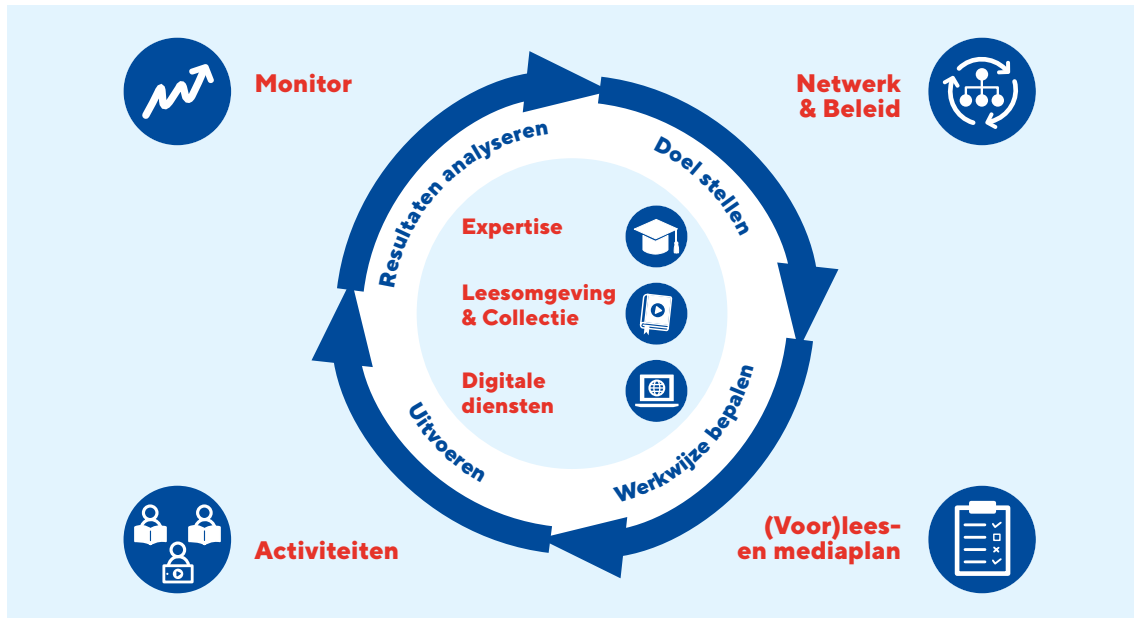 Monitor
Netwerk
& Beleid
Resultaten analyseren
Doel stellen
Expertise
Leesomgeving
& Collectie
Digitale
diensten
Uitvoeren
Werkwijze bepalen
Activiteiten
(Voor)lees-
en mediaplan